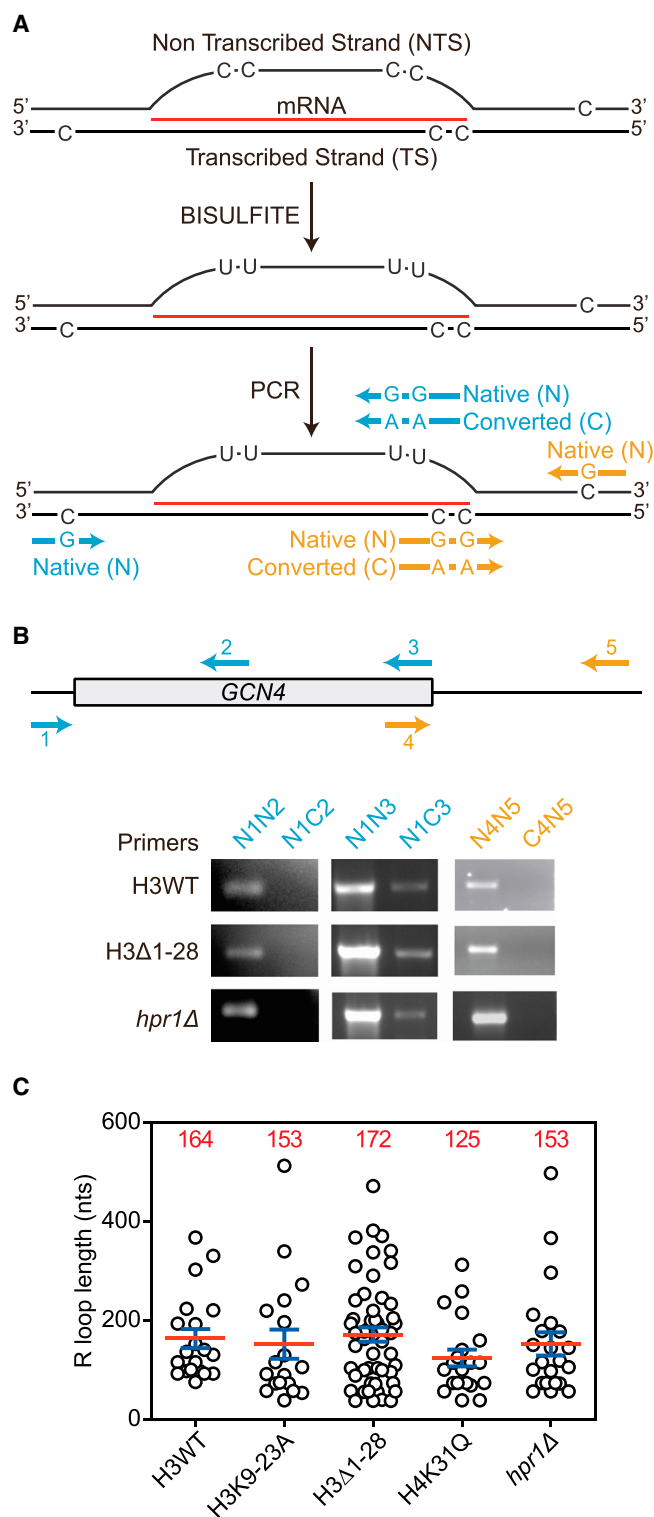 A
Non Transcribed Strand (NTS)
C·C C·C
5’ mRNA C 3’
3’ C C-C 5’
Transcribed Strand (TS)
BISULFITE
U·U U·U
5’ C 3’
3’ C C-C 5’
PCR
G-G Native (N)
A-A Converted (C)
Native (N)
U·U U·U G
5’ C 3’
3’ C C-C 5’
G Native (N) G-G
Native (N) Converted (C) A-A
B
2 3 5
GCN4
1 4
Primers N1N2 N1C2 N1N3 N1C3 N4N5 C4N5
H3WT
H3Δ1-28
hpr1Δ
C
600 164 153 172 125 153
400
200
0
R loop length (nts)
H3WT H3K9-23A H3Δ1-28 H4K31Q hpr1Δ